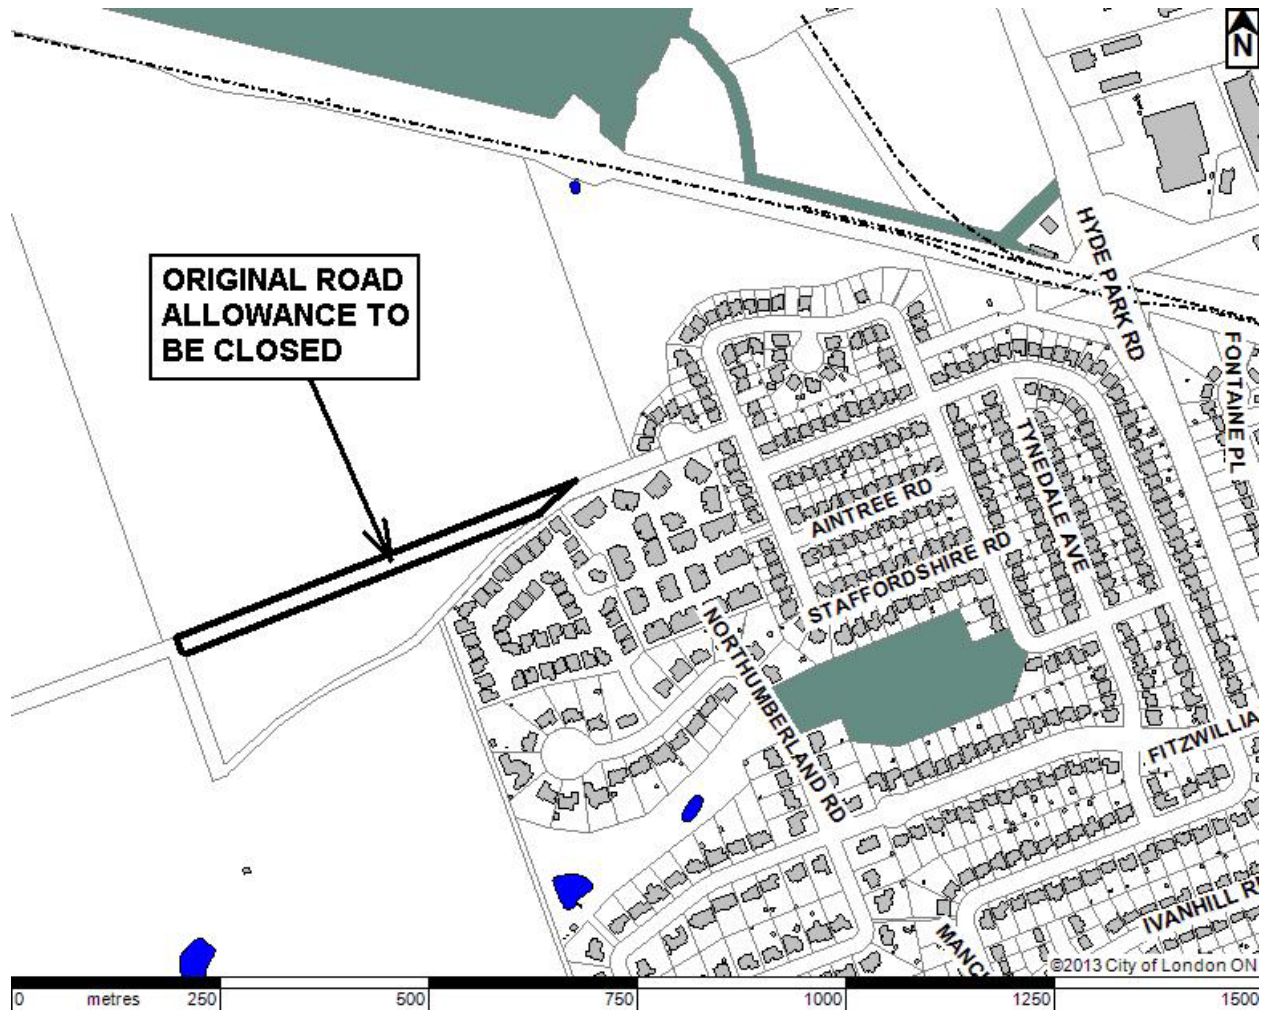 N
ORIGINAL ROAD
ALLOWANCE TO
BE CLOSED
HYDE PARK RD
FONTAINE PL
TYNEDALE AVE
AINTREE RD
STAFFORDSHIRE RD
NORTHUMBERLAND RD
FITZWILLIA
IVANHILL R
MANC
©2013 City of London ON
0 metres 250 500 750 1000 1250 1500